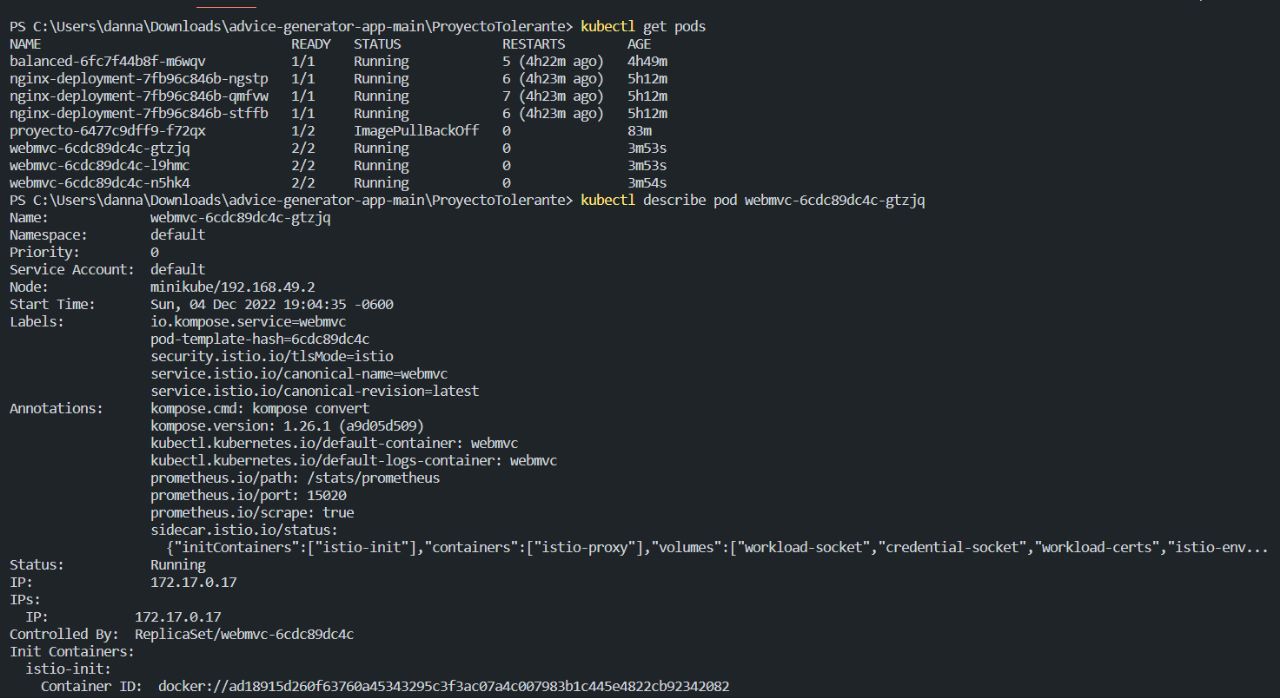 PS C:\Users\danna\Downloads\advice-generator-app-main\ProyectoTolerante> kubectl get pods
NAME READY STATUS RESTARTS AGE
balanced-6fc7f44b8f-m6wqv 1/1 Running 5 (4h22m ago) 4h49m
nginx-deployment-7fb96c846b-ngstp 1/1 Running 6 (4h23m ago) 5h12m
nginx-deployment-7fb96c846b-qmfvw 1/1 Running 7 (4h23m ago) 5h12m
nginx-deployment-7fb96c846b-stffb 1/1 Running 6 (4h23m ago) 5h12m
proyecto-6477c9dff9-f72qx 1/2 ImagePullBackOff 0 83m
webmvc-6cdc89dc4c-gtzjq 2/2 Running 0 3m53s
webmvc-6cdc89dc4c-l9hmc 2/2 Running 0 3m53s
webmvc-6cdc89dc4c-n5hk4 2/2 Running 0 3m54s
PS C:\Users\danna\Downloads\advice-generator-app-main\ProyectoTolerante> kubectl describe pod webmvc-6cdc89dc4c-gtzjq
Name: webmvc-6cdc89dc4c-gtzjq
Namespace: default
Priority: 0
Service Account: default
Node: minikube/192.168.49.2
Start Time: Sun, 04 Dec 2022 19:04:35 -0600
Labels: io.kompose.service=webmvc
pod-template-hash=6cdc89dc4c
security.istio.io/tlsMode=istio
service.istio.io/canonical-name=webmvc
service.istio.io/canonical-revision=latest
Annotations: kompose.cmd: kompose convert
kompose.version: 1.26.1 (a9d05d509)
kubectl.kubernetes.io/default-container: webmvc
kubectl.kubernetes.io/default-logs-container: webmvc
prometheus.io/path: /stats/prometheus
prometheus.io/port: 15020
prometheus.io/scrape: true
sidecar.istio.io/status:
{"initContainers":["istio-init"],"containers":["istio-proxy"],"volumes":["workload-socket","credential-socket","workload-certs","istio-env...
Status: Running
IP: 172.17.0.17
IPs:
IP: 172.17.0.17
Controlled By: ReplicaSet/webmvc-6cdc89dc4c
Init Containers:
istio-init:
Container ID: docker://ad18915d260f63760a45343295c3f3ac07a4c007983b1c445e4822cb92342082